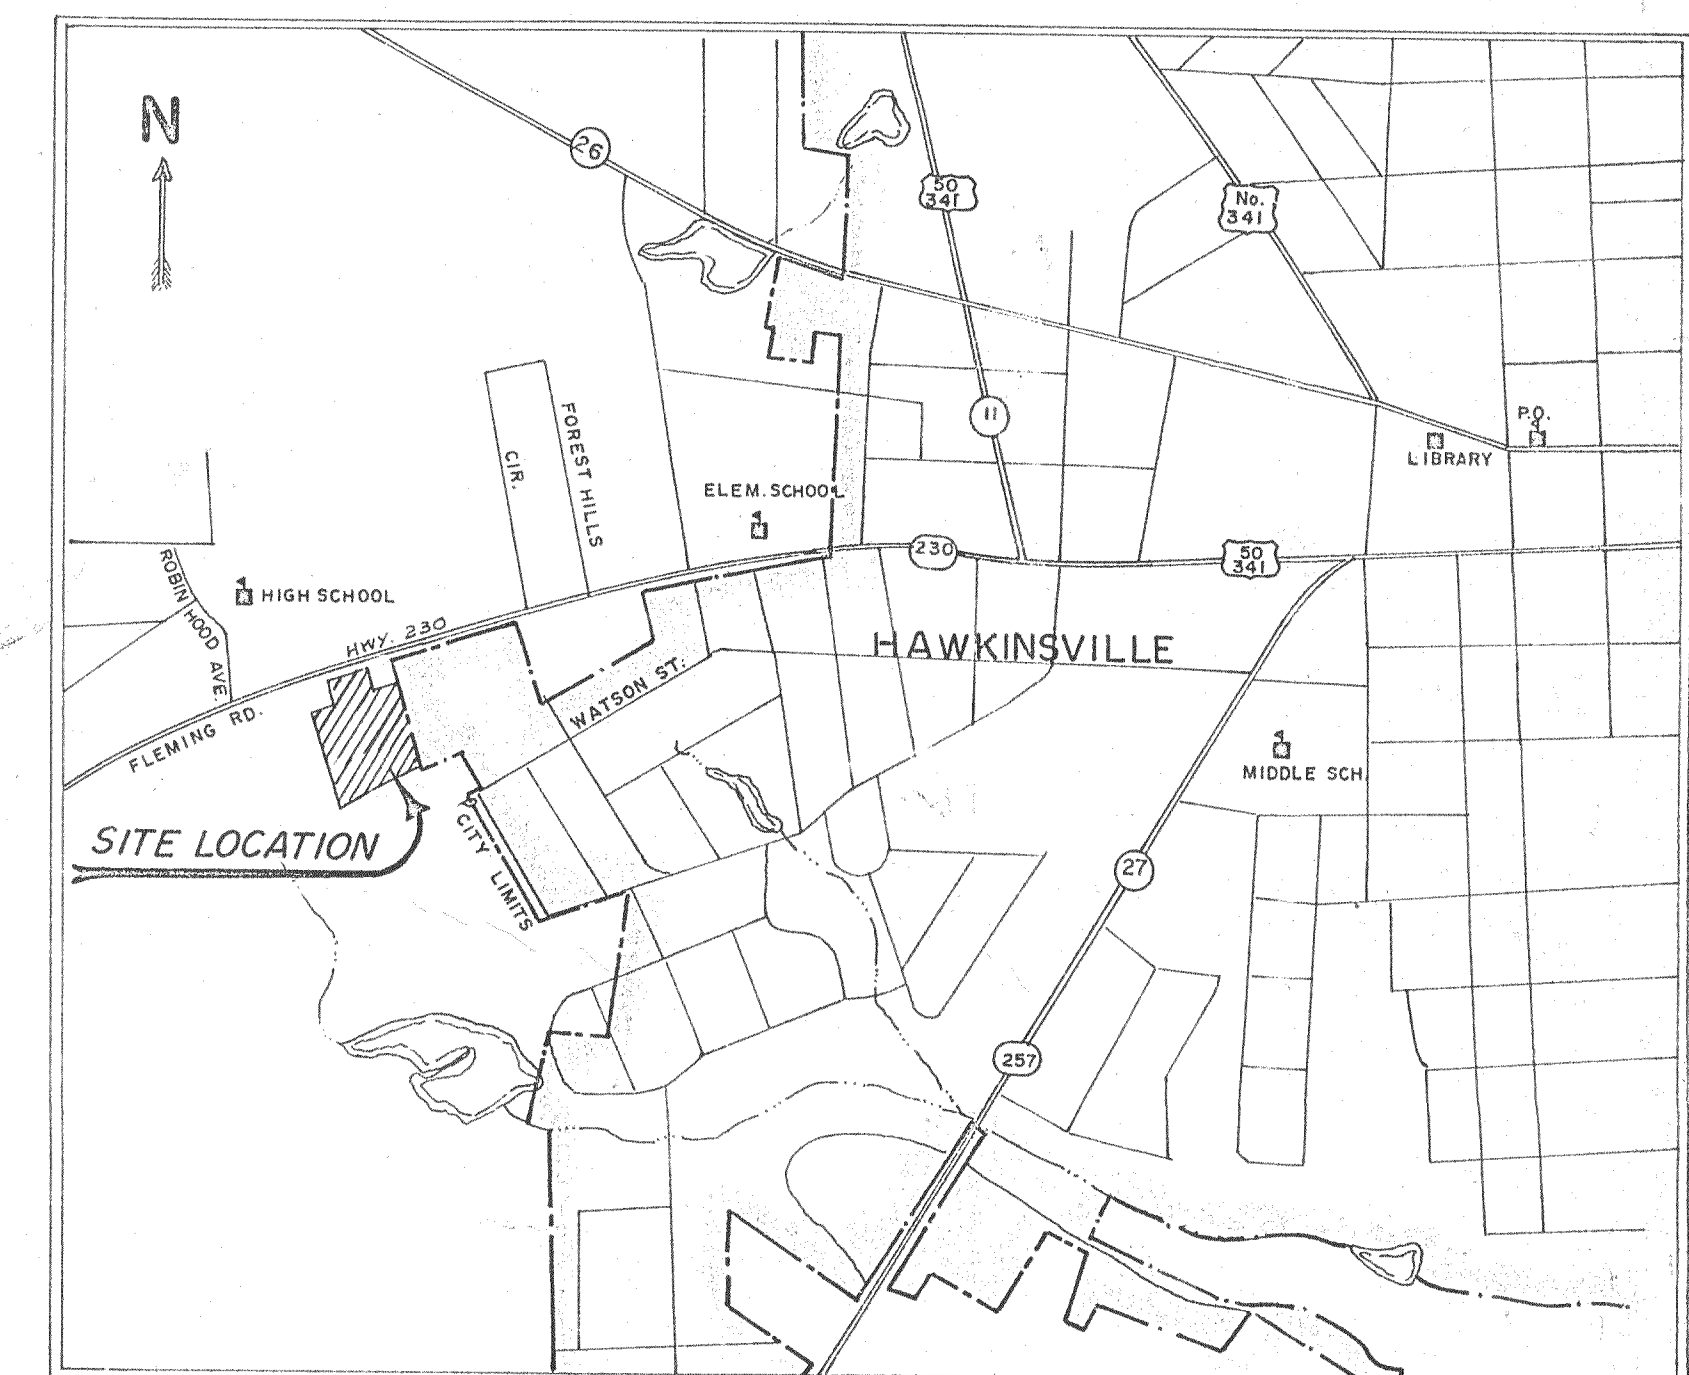 N
26
50
341
No.
341
11
FOREST HILLS
CIR.
P.O.
LIBRARY
ELEM. SCHOOL
230
50
341
ROBIN HOOD AVE.
HIGH SCHOOL
HWY. 230
HAWKINSVILLE
WATSON ST.
FLEMING RD.
MIDDLE SCH.
SITE LOCATION
CITY LIMITS
27
257